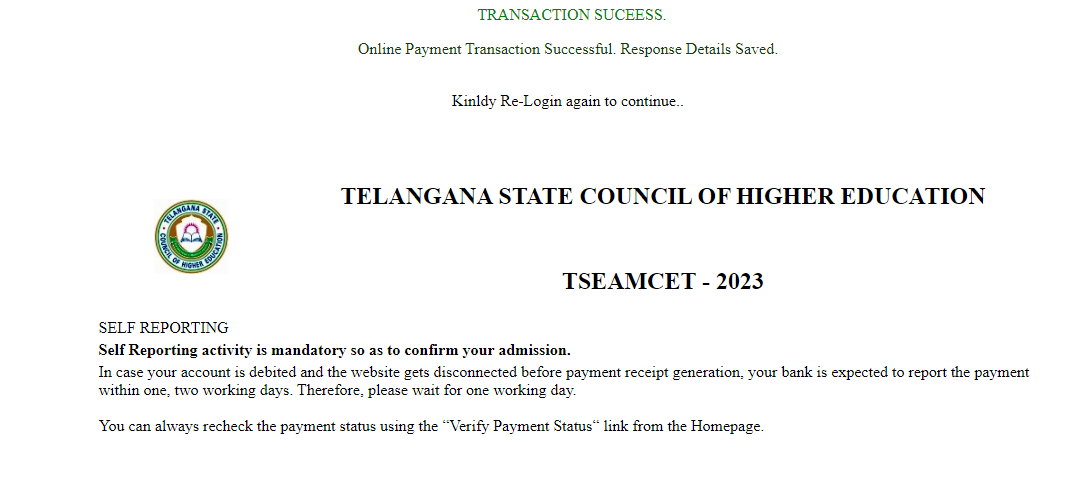 TRANSACTION SUCEESS.
Online Payment Transaction Successful. Response Details Saved.
Kinldy Re-Login again to continue..
TELANGANA STATE COUNCIL OF HIGHER EDUCATION
TELANGANA STATE
COUNCIL OF HIGHER EDUCATION
TSEAMCET - 2023
SELF REPORTING
Self Reporting activity is mandatory so as to confirm your admission.
In case your account is debited and the website gets disconnected before payment receipt generation, your bank is expected to report the payment
within one, two working days. Therefore, please wait for one working day.
You can always recheck the payment status using the “Verify Payment Status“ link from the Homepage.